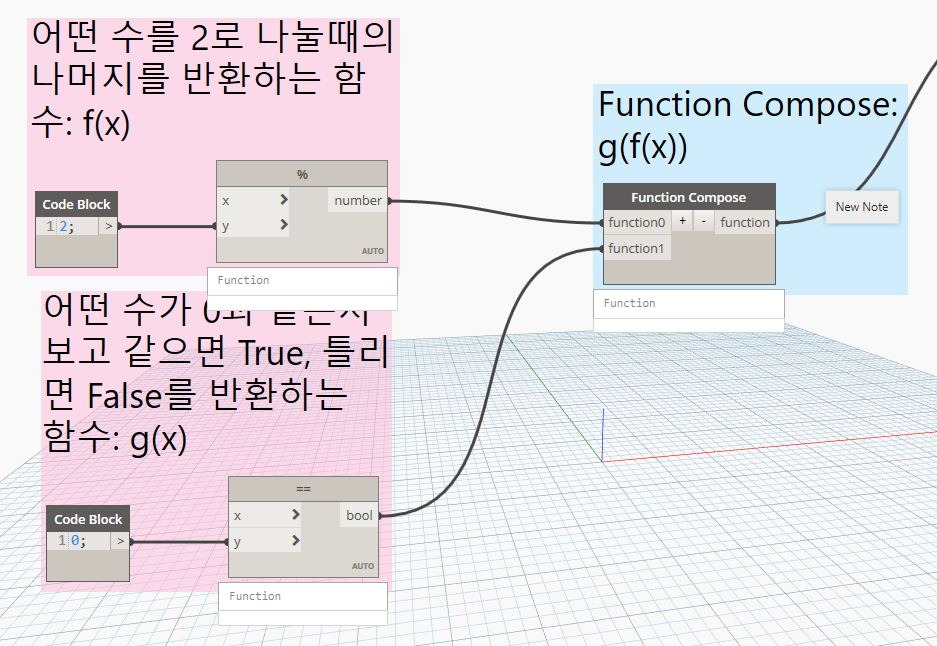 어떤 수를 2로 나눌때의
나머지를 반환하는 함
수: f(x)
Code Block
1 2; >
%
x >
y >
number
AUTO
Function
Function Compose:
g(f(x))
Function Compose
function0 + - function
function1
Function
New Note
어떤 수가 0과 같은지
보고 같으면 True, 틀리
면 False를 반환하는
함수: g(x)
Code Block
1 0; >
==
x >
y >
bool
AUTO
Function